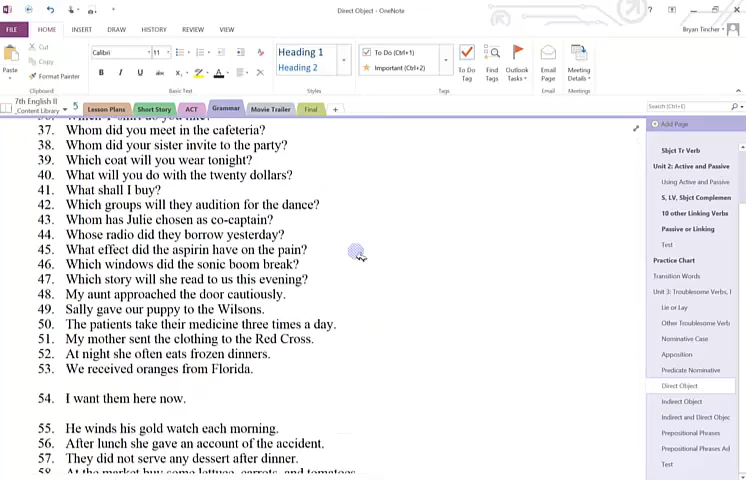 Direct Object - OneNote
Bryan Tincher
FILE HOME INSERT DRAW HISTORY REVIEW VIEW
Cut
Copy
Format Painter
Paste
Clipboard
Calibri 11
Basic Text
Heading 1
Heading 2
Styles
To Do (Ctrl+1)
Important (Ctrl+2)
To Do Tag
Find Tags
Outlook Tasks
Tags
Email Page
Email
Meeting Details
Meetings
7th English II
_Content Library
Lesson Plans Short Story ACT Grammar Movie Trailer Final
Search (Ctrl+E)
Add Page
37. Whom did you meet in the cafeteria?
38. Whom did your sister invite to the party?
39. Which coat will you wear tonight?
40. What will you do with the twenty dollars?
41. What shall I buy?
42. Which groups will they audition for the dance?
43. Whom has Julie chosen as co-captain?
44. Whose radio did they borrow yesterday?
45. What effect did the aspirin have on the pain?
46. Which windows did the sonic boom break?
47. Which story will she read to us this evening?
48. My aunt approached the door cautiously.
49. Sally gave our puppy to the Wilsons.
50. The patients take their medicine three times a day.
51. My mother sent the clothing to the Red Cross.
52. At night she often eats frozen dinners.
53. We received oranges from Florida.
54. I want them here now.
55. He winds his gold watch each morning.
56. After lunch she gave an account of the accident.
57. They did not serve any dessert after dinner.
58. At the market buy some lettuce, carrots, and tomatoes
Sbjct Tr Verb
Unit 2: Active and Passive
Using Active and Passive
S, LV, Sbjct Complemen
10 other Linking Verbs
Passive or Linking
Test
Practice Chart
Transition Words
Unit 3: Troublesome Verbs, I
Lie or Lay
Other Troublesome Verb
Nominative Case
Apposition
Predicate Nominative
Direct Object
Indirect Object
Indirect and Direct Objec
Prepositional Phrases
Prepositional Phrases Ad
Test